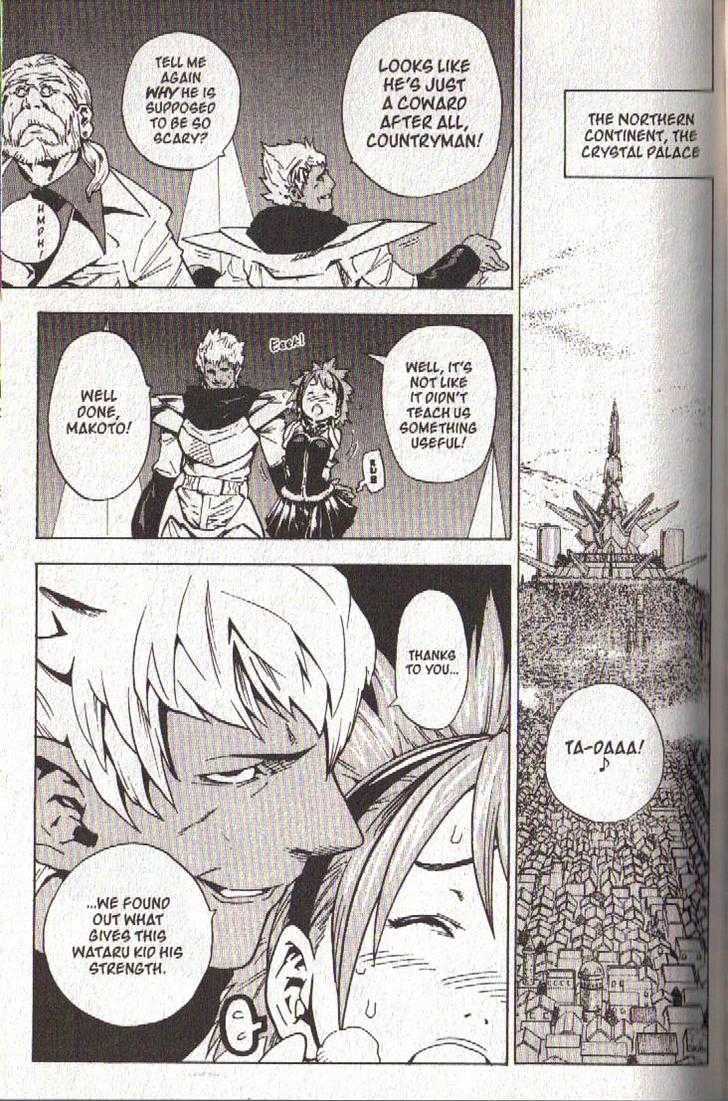 THE NORTHERN
CONTINENT, THE
CRYSTAL PALACE
TA-DAAA!
♪
LOOKS LIKE
HE'S JUST
A COWARD
AFTER ALL,
COUNTRYMAN!
TELL ME
AGAIN
WHY HE IS
SUPPOSED
TO BE SO
SCARY?
HMPH!
WELL, IT'S
NOT LIKE
IT DIDN'T
TEACH US
SOMETHING
USEFUL!
Eeek!
RUB
WELL
DONE,
MAKOTO!
THANKS
TO YOU...
...WE FOUND
OUT WHAT
GIVES THIS
WATARU KID HIS
STRENGTH.